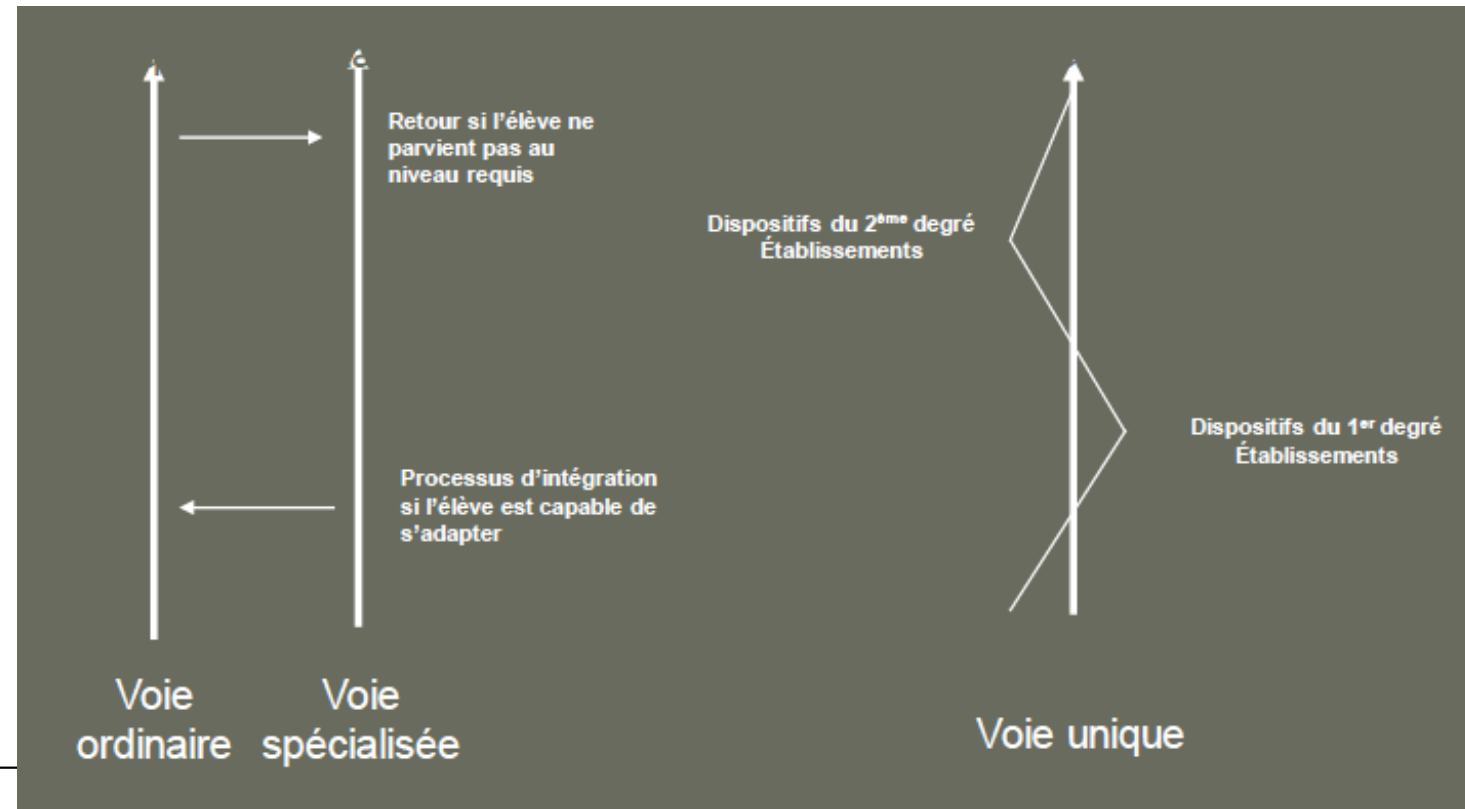 Retour si l'élève ne
parvient pas au
niveau requis
Processus d'intégration
si l'élève est capable de
s'adapter
Voie
ordinaire
Voie
spécialisée
Dispositifs du 2ème degré
Établissements
Dispositifs du 1er degré
Établissements
Voie unique